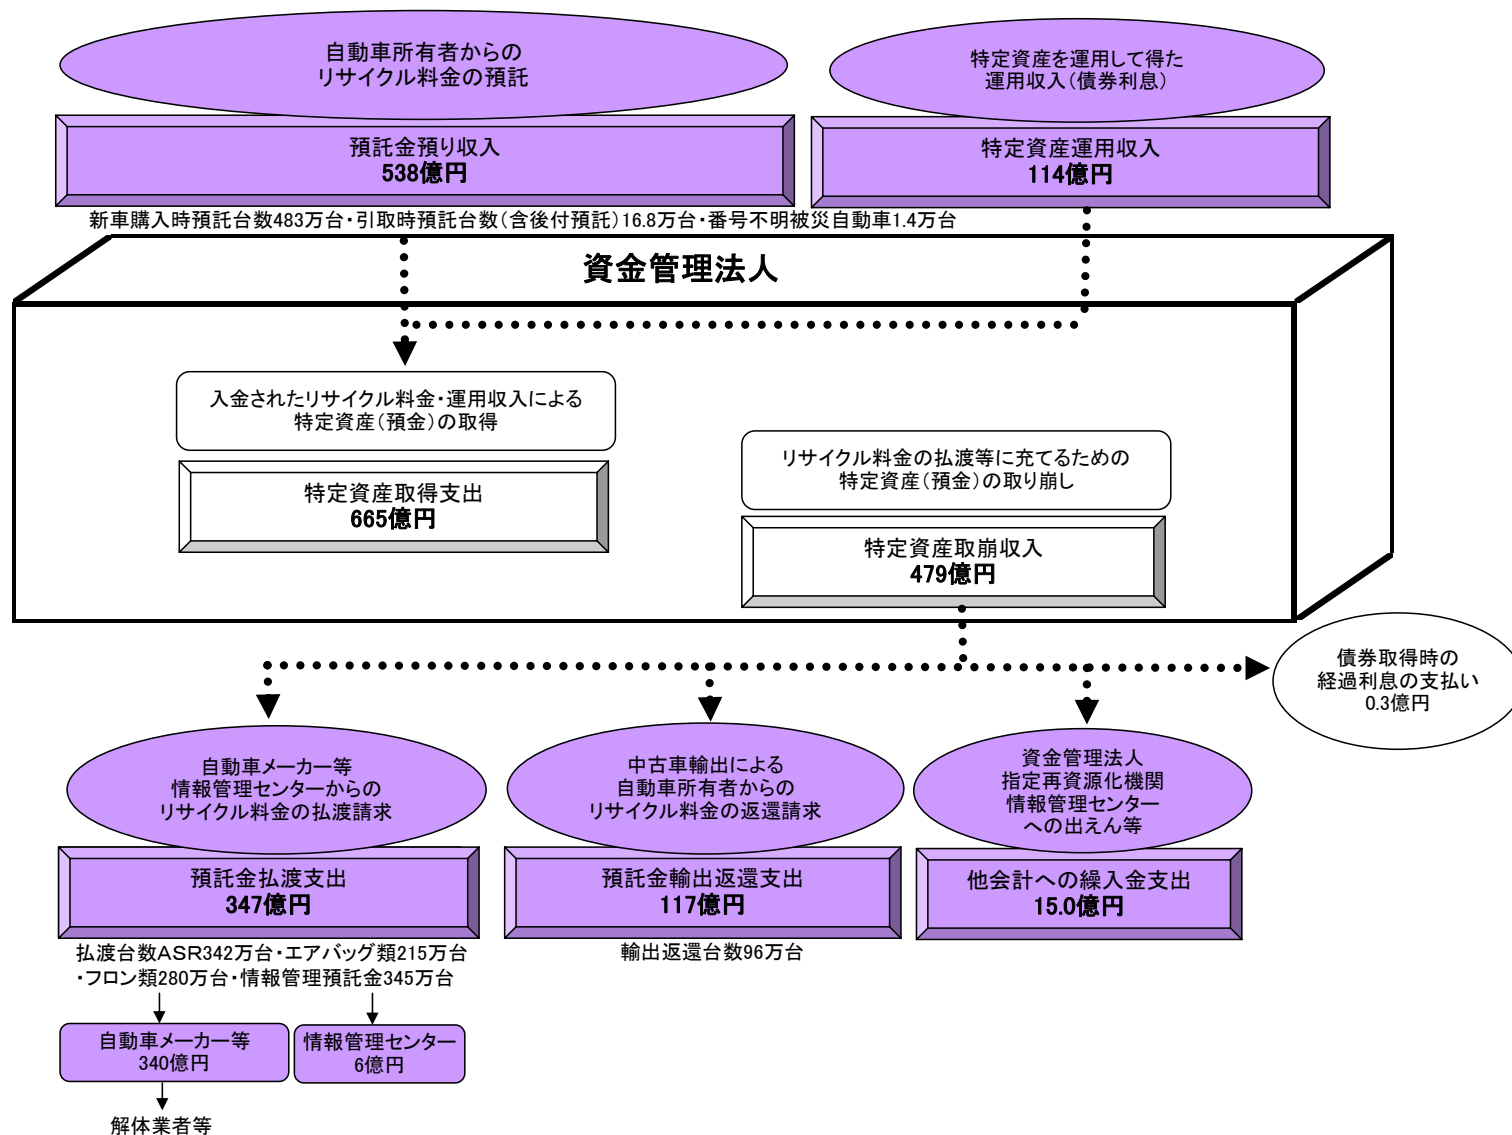 自動車所有者からの
リサイクル料金の預託
特定資産を運用して得た
運用収入(債券利息)
預託金預り収入
538億円
特定資産運用収入
114億円
新車購入時預託台数483万台・引取時預託台数(含後付預託)16.8万台・番号不明被災自動車1.4万台
資金管理法人
入金されたリサイクル料金・運用収入による
特定資産(預金)の取得
特定資産取得支出
665億円
リサイクル料金の払渡等に充てるための
特定資産(預金)の取り崩し
特定資産取崩収入
479億円
債券取得時の
経過利息の支払い
0.3億円
自動車メーカー等
情報管理センターからの
リサイクル料金の払渡請求
中古車輸出による
自動車所有者からの
リサイクル料金の返還請求
資金管理法人
指定再資源化機関
情報管理センター
への出えん等
預託金払渡支出
347億円
預託金輸出返還支出
117億円
他会計への繰入金支出
15.0億円
払渡台数ASR342万台・エアバッグ類215万台
・フロン類280万台・情報管理預託金345万台
輸出返還台数96万台
自動車メーカー等
340億円
情報管理センター
6億円
解体業者等